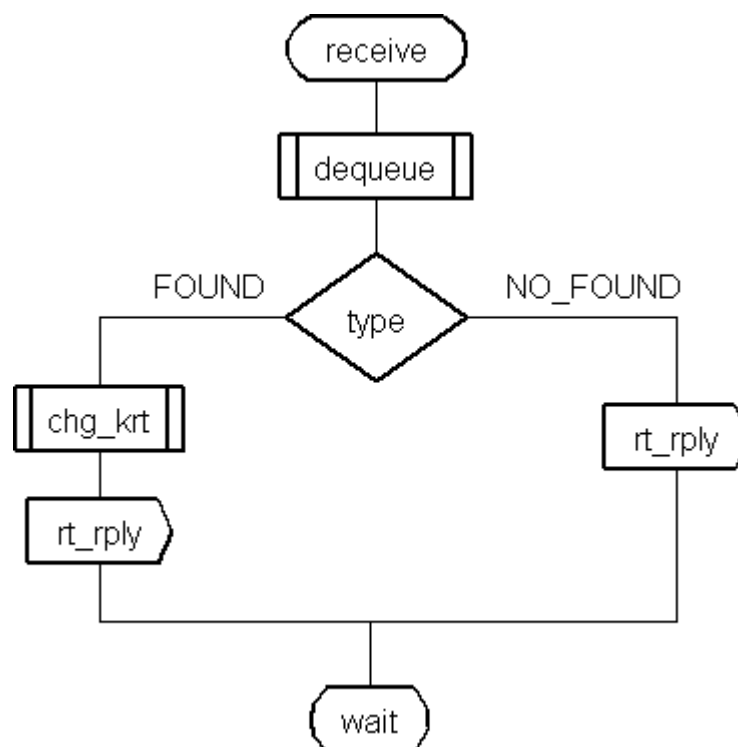 receive
dequeue
FOUND
NO_FOUND
type
chg_krt
rt_rply
rt_rply
wait